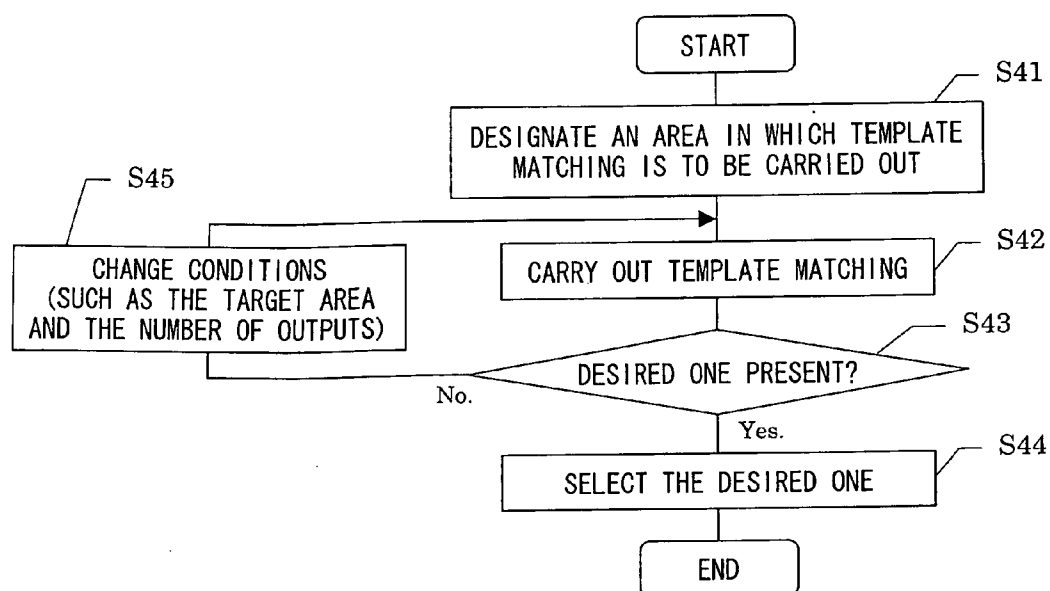 START
S41
DESIGNATE AN AREA IN WHICH TEMPLATE
MATCHING IS TO BE CARRIED OUT
S45
CHANGE CONDITIONS
(SUCH AS THE TARGET AREA
AND THE NUMBER OF OUTPUTS)
S42
CARRY OUT TEMPLATE MATCHING
S43
DESIRED ONE PRESENT?
No.
Yes.
S44
SELECT THE DESIRED ONE
END